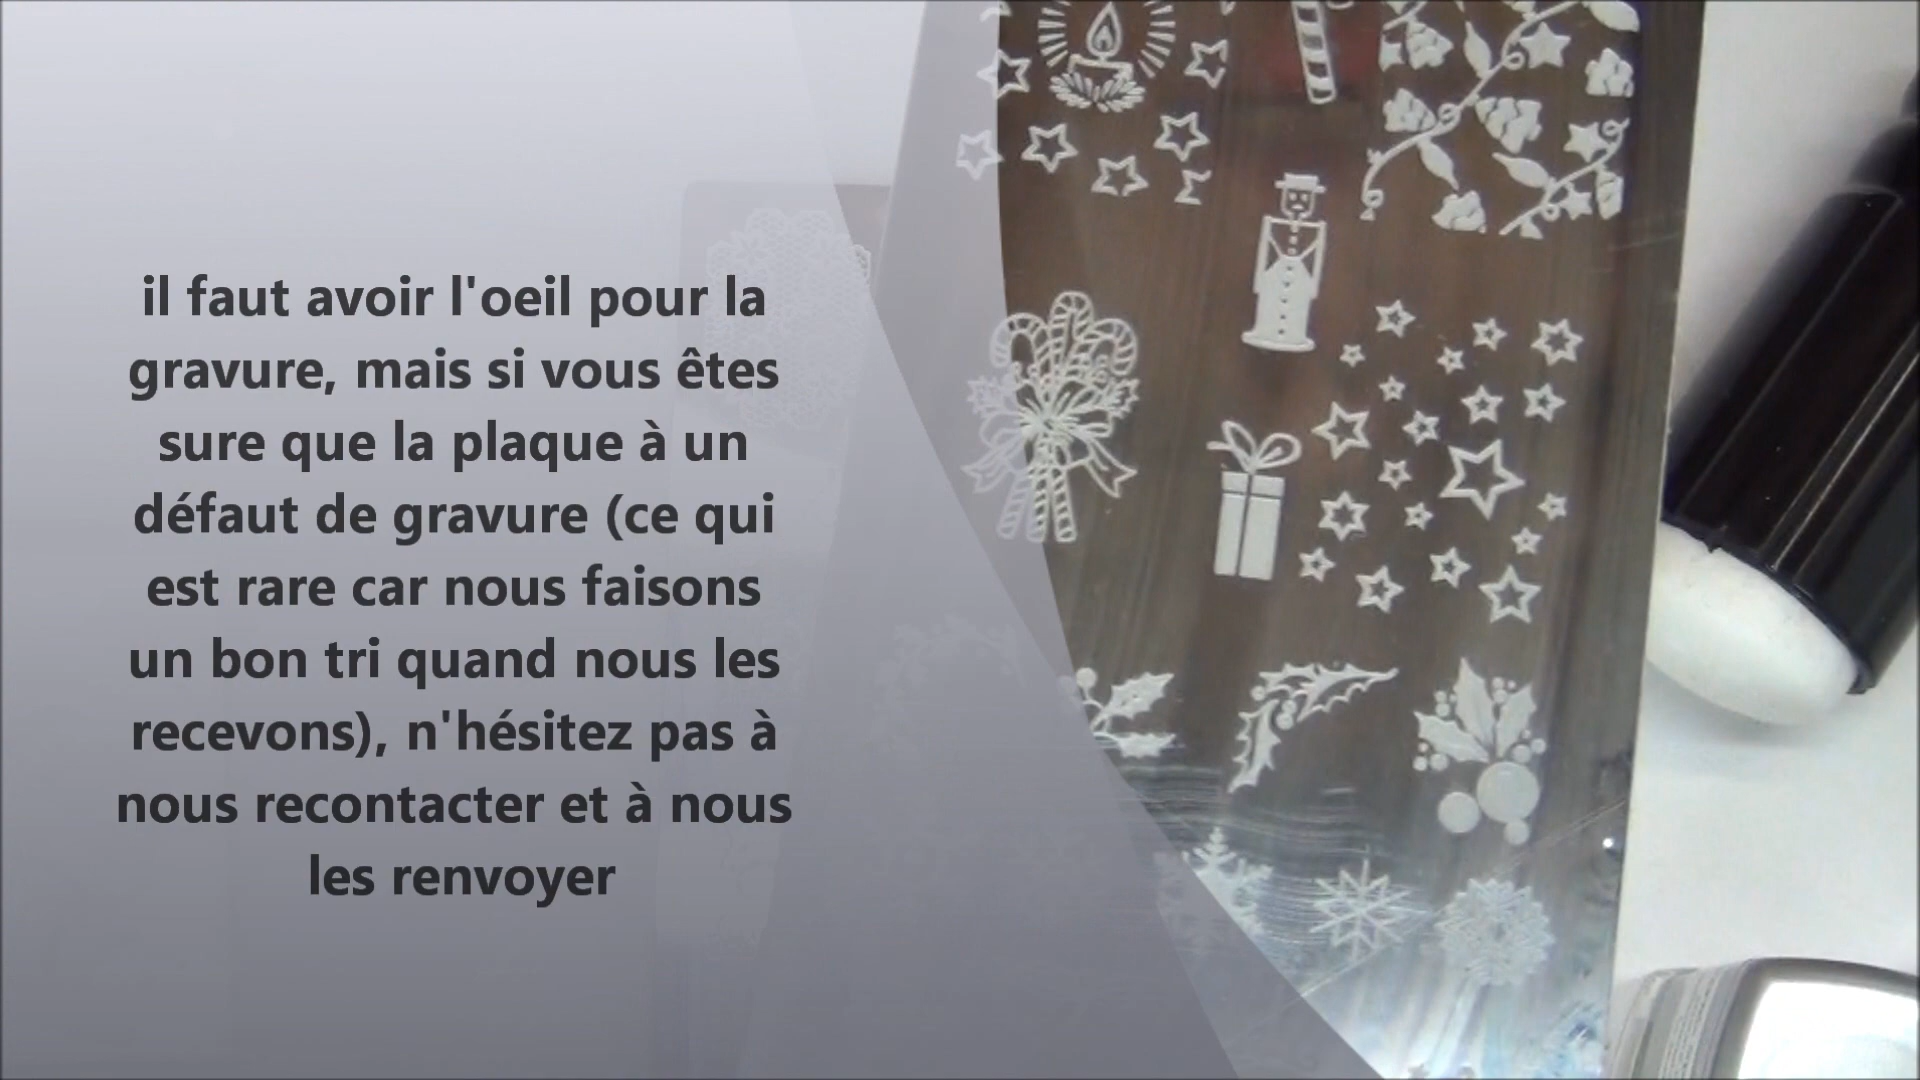 il faut avoir l'oeil pour la
gravure, mais si vous êtes
sure que la plaque à un
défaut de gravure (ce qui
est rare car nous faisons
un bon tri quand nous les
recevons), n'hésitez pas à
nous recontacter et à nous
les renvoyer